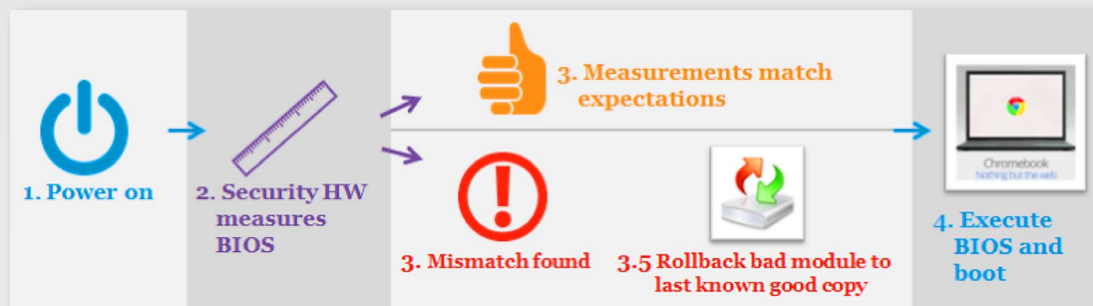 1. Power on
2. Security HW
measures
BIOS
3. Measurements match
expectations
3. Mismatch found
3.5 Rollback bad module to
last known good copy
Chromebook
Nothing but the web
4. Execute
BIOS and
boot